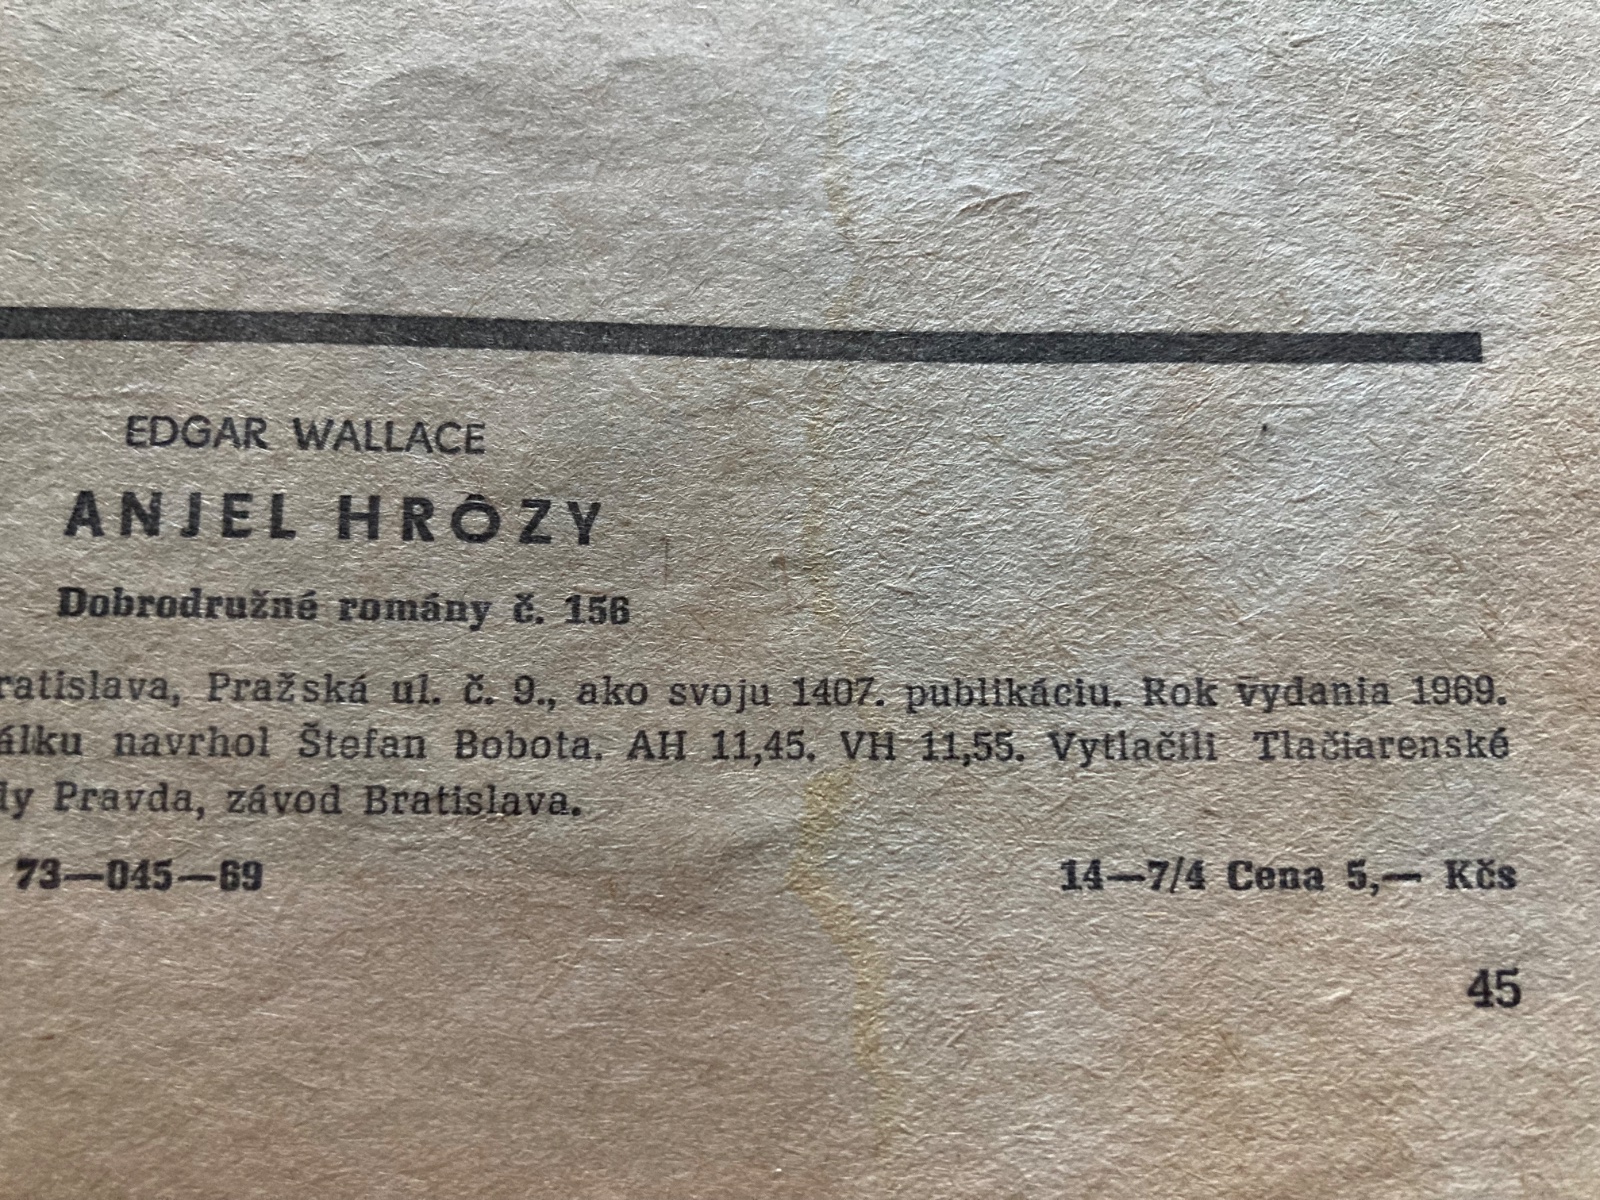 EDGAR WALLACE
ANJEL HRÔZY
Dobrodružné romány č. 156
ratislava, Pražská ul. č. 9., ako svoju 1407. publikáciu. Rok vydania 1969.
álku navrhol Štefan Bobota. AH 11,45. VH 11,55. Vytlačili Tlačiarenské
dy Pravda, závod Bratislava.
73—045—69
14—7/4 Cena 5,— Kčs
45